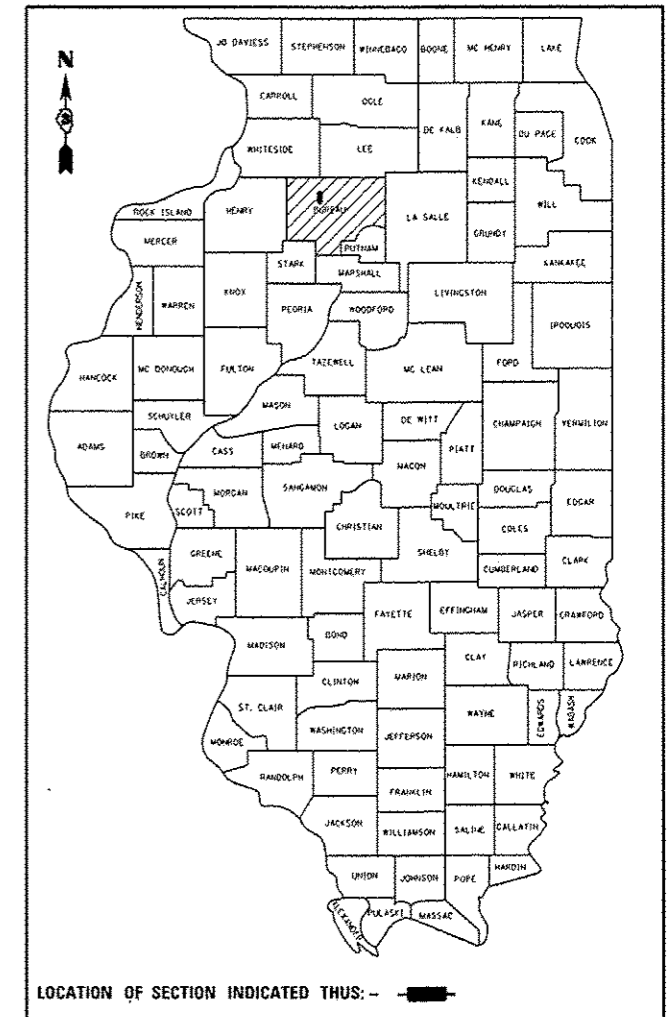 N
JO DAVIESS STEPHENSON WINNEBAGO BOONE MC HENRY LAKE
CARROLL OGLE DE KALB KANE DU PAGE COOK
WHITESIDE LEE
KENDALL WILL
ROCK ISLAND HENRY BUREAU LA SALLE GRUNDY
MERCER PUTNAM KANKAKEE
STARK MARSHALL
HENDERSON WARREN KNOX PEORIA WOODFORD LIVINGSTON IROQUOIS
HANCOCK MC DONOUGH FULTON TAZEWELL MC LEAN FORD
MASON
SCHUYLER LOGAN DE WITT CHAMPAIGN VERMILION
ADAMS BROWN CASS MENARD PIATT
MACON
MORGAN SANGAMON DOUGLAS EDGAR
PIKE SCOTT CHRISTIAN MOULTRIE COLES
GREENE MACOUPIN MONTGOMERY SHELBY CUMBERLAND CLARK
CALHOUN JERSEY
FAYETTE EFFINGHAM JASPER CRAWFORD
MADISON BOND
CLAY RICHLAND LAWRENCE
CLINTON MARION
ST. CLAIR WAYNE EDWARDS WABASH
WASHINGTON JEFFERSON
MONROE
RANDOLPH PERRY HAMILTON WHITE
FRANKLIN
JACKSON WILLIAMSON SALINE GALLATIN
UNION JOHNSON POPE HARDIN
ALEXANDER PULASKI MASSAC
LOCATION OF SECTION INDICATED THUS: -